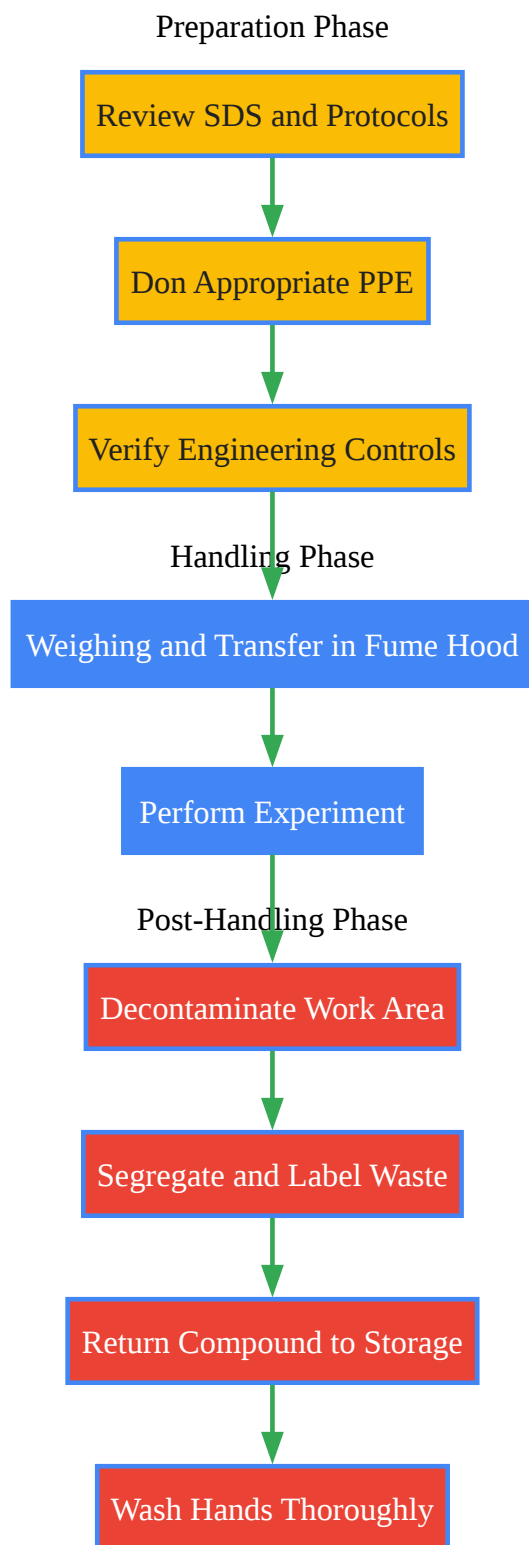 Preparation Phase
Review SDS and Protocols
Don Appropriate PPE
Verify Engineering Controls
Handling Phase
Weighing and Transfer in Fume Hood
Perform Experiment
Post-Handling Phase
Decontaminate Work Area
Segregate and Label Waste
Return Compound to Storage
Wash Hands Thoroughly